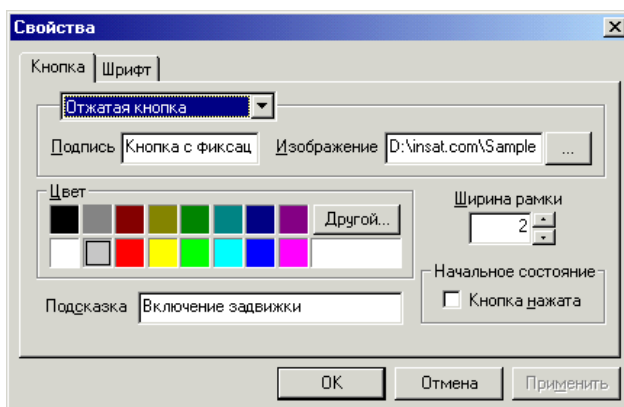 Свойства
Кнопка Шрифт
Отжатая кнопка
Подпись Кнопка с фиксац Изображение D:\insat.com\Sample ...
Цвет
Другой...
Ширина рамки
2
Начальное состояние
Кнопка нажата
Подсказка Включение задвижки
OK Отмена Применить